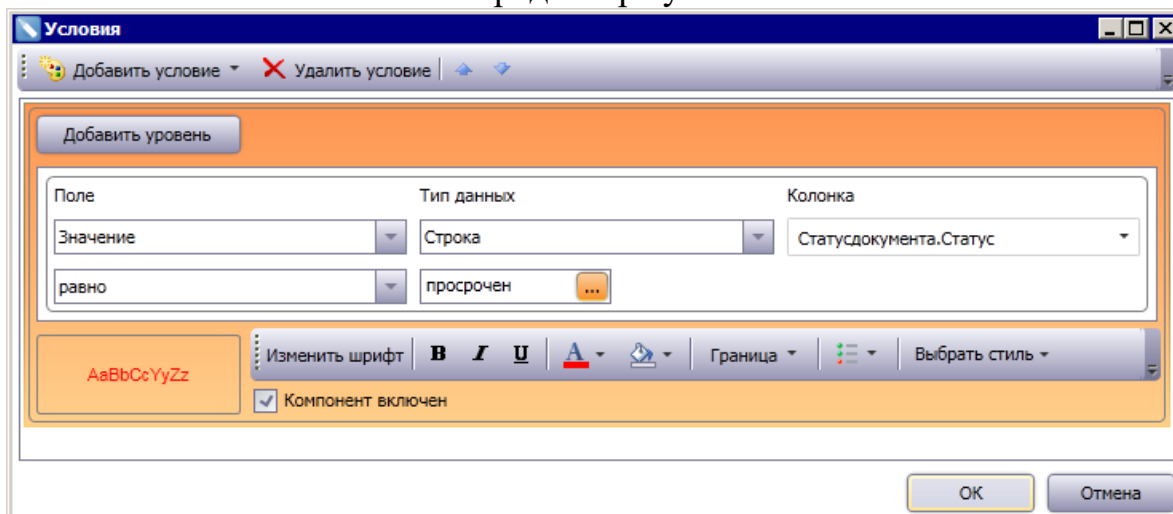 Условия
Добавить условие Удалить условие
Добавить уровень
Поле Тип данных Колонка
Значение Строка Статусдокумента.Статус
равно просрочен ...
Изменить шрифт B I U A Граница Выбрать стиль
AaBbCcYyZz
Компонент включен
OK Отмена